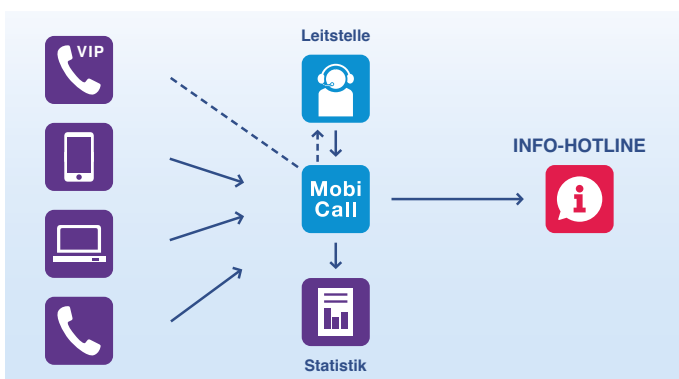 VIP
Leitstelle
INFO-HOTLINE
Mobi
Call
Statistik